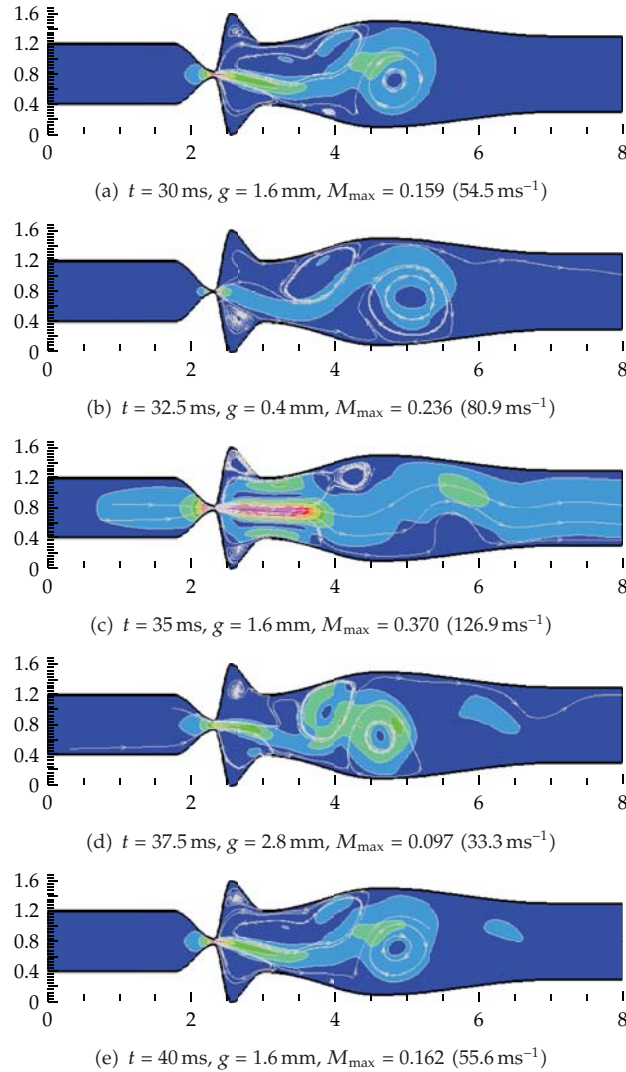 1.6
1.2
0.8
0.4
0
0 2 4 6 8
(a) t = 30 ms, g = 1.6 mm, Mmax = 0.159 (54.5 ms−1)
1.6
1.2
0.8
0.4
0
0 2 4 6 8
(b) t = 32.5 ms, g = 0.4 mm, Mmax = 0.236 (80.9 ms−1)
1.6
1.2
0.8
0.4
0
0 2 4 6 8
(c) t = 35 ms, g = 1.6 mm, Mmax = 0.370 (126.9 ms−1)
1.6
1.2
0.8
0.4
0
0 2 4 6 8
(d) t = 37.5 ms, g = 2.8 mm, Mmax = 0.097 (33.3 ms−1)
1.6
1.2
0.8
0.4
0
0 2 4 6 8
(e) t = 40 ms, g = 1.6 mm, Mmax = 0.162 (55.6 ms−1)